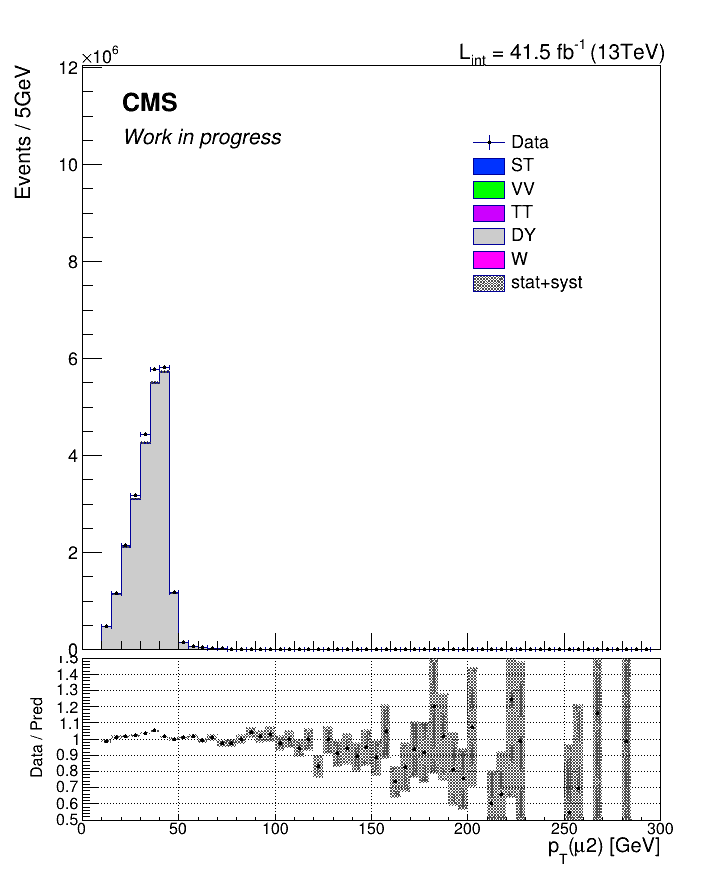 L_int = 41.5 fb^-1 (13TeV)
×10^6
Events / 5GeV
12
10
8
6
4
2
0
CMS
Work in progress
Data
ST
VV
TT
DY
W
stat+syst
Data / Pred
1.5
1.4
1.3
1.2
1.1
1
0.9
0.8
0.7
0.6
0.5
0 50 100 150 200 250 300
p_T(μ2) [GeV]